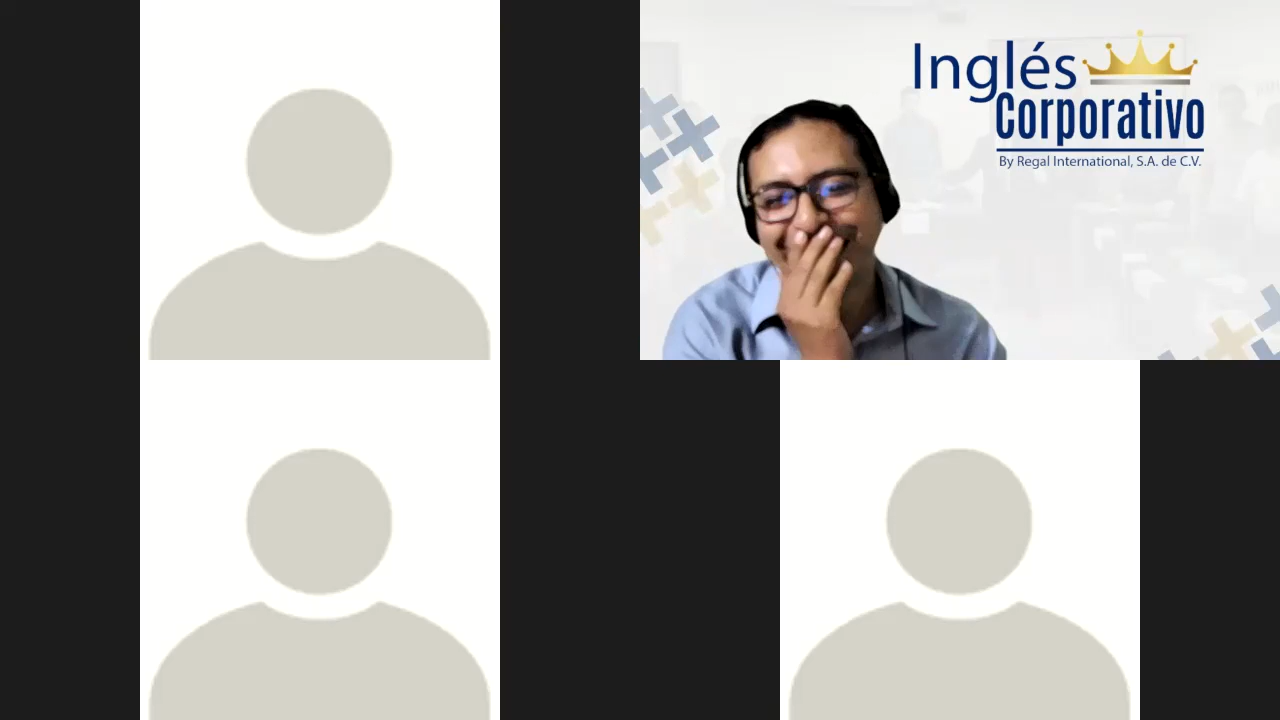 Inglés
Corporativo
By Regal International, S.A. de C.V.